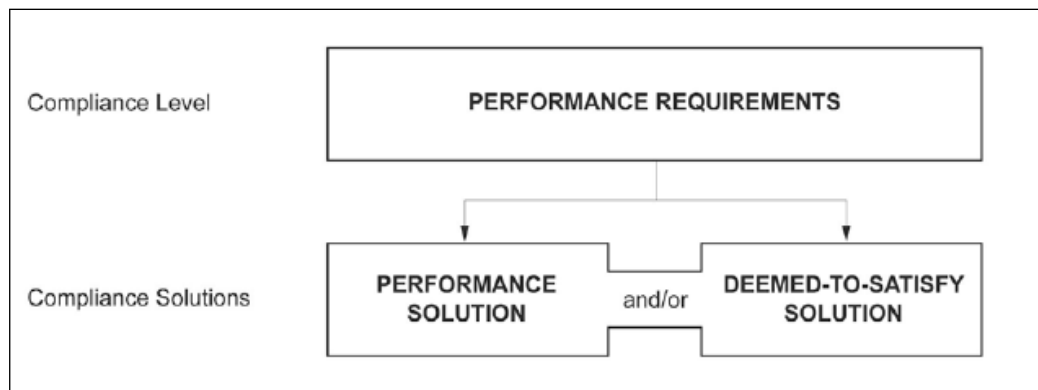 Compliance Level
PERFORMANCE REQUIREMENTS
Compliance Solutions
PERFORMANCE
SOLUTION
and/or
DEEMED-TO-SATISFY
SOLUTION